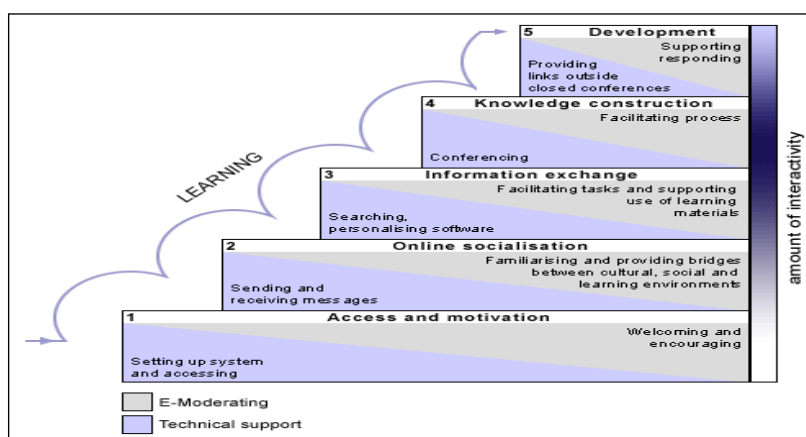 5 Development
Supporting
responding
Providing
links outside
closed conferences
4 Knowledge construction
Facilitating process
Conferencing
3 Information exchange
Facilitating tasks and supporting
use of learning
materials
Searching,
personalising software
2 Online socialisation
Familiarising and providing bridges
between cultural, social and
learning environments
Sending and
receiving messages
1 Access and motivation
Welcoming and
encouraging
Setting up system
and accessing
LEARNING
amount of interactivity
E-Moderating
Technical support